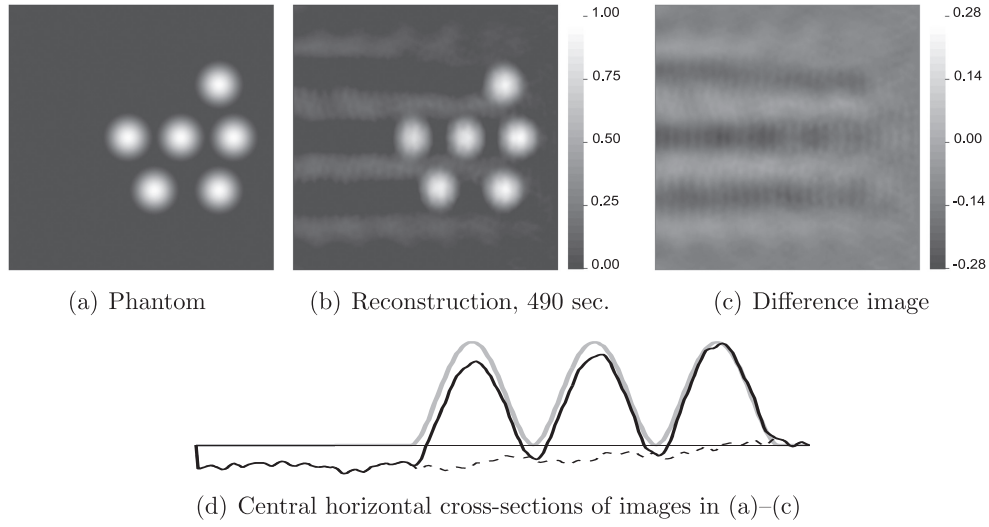 1.00
0.75
0.50
0.25
0.00
0.28
0.14
0.00
-0.14
-0.28
(a) Phantom
(b) Reconstruction, 490 sec.
(c) Difference image
(d) Central horizontal cross-sections of images in (a)–(c)